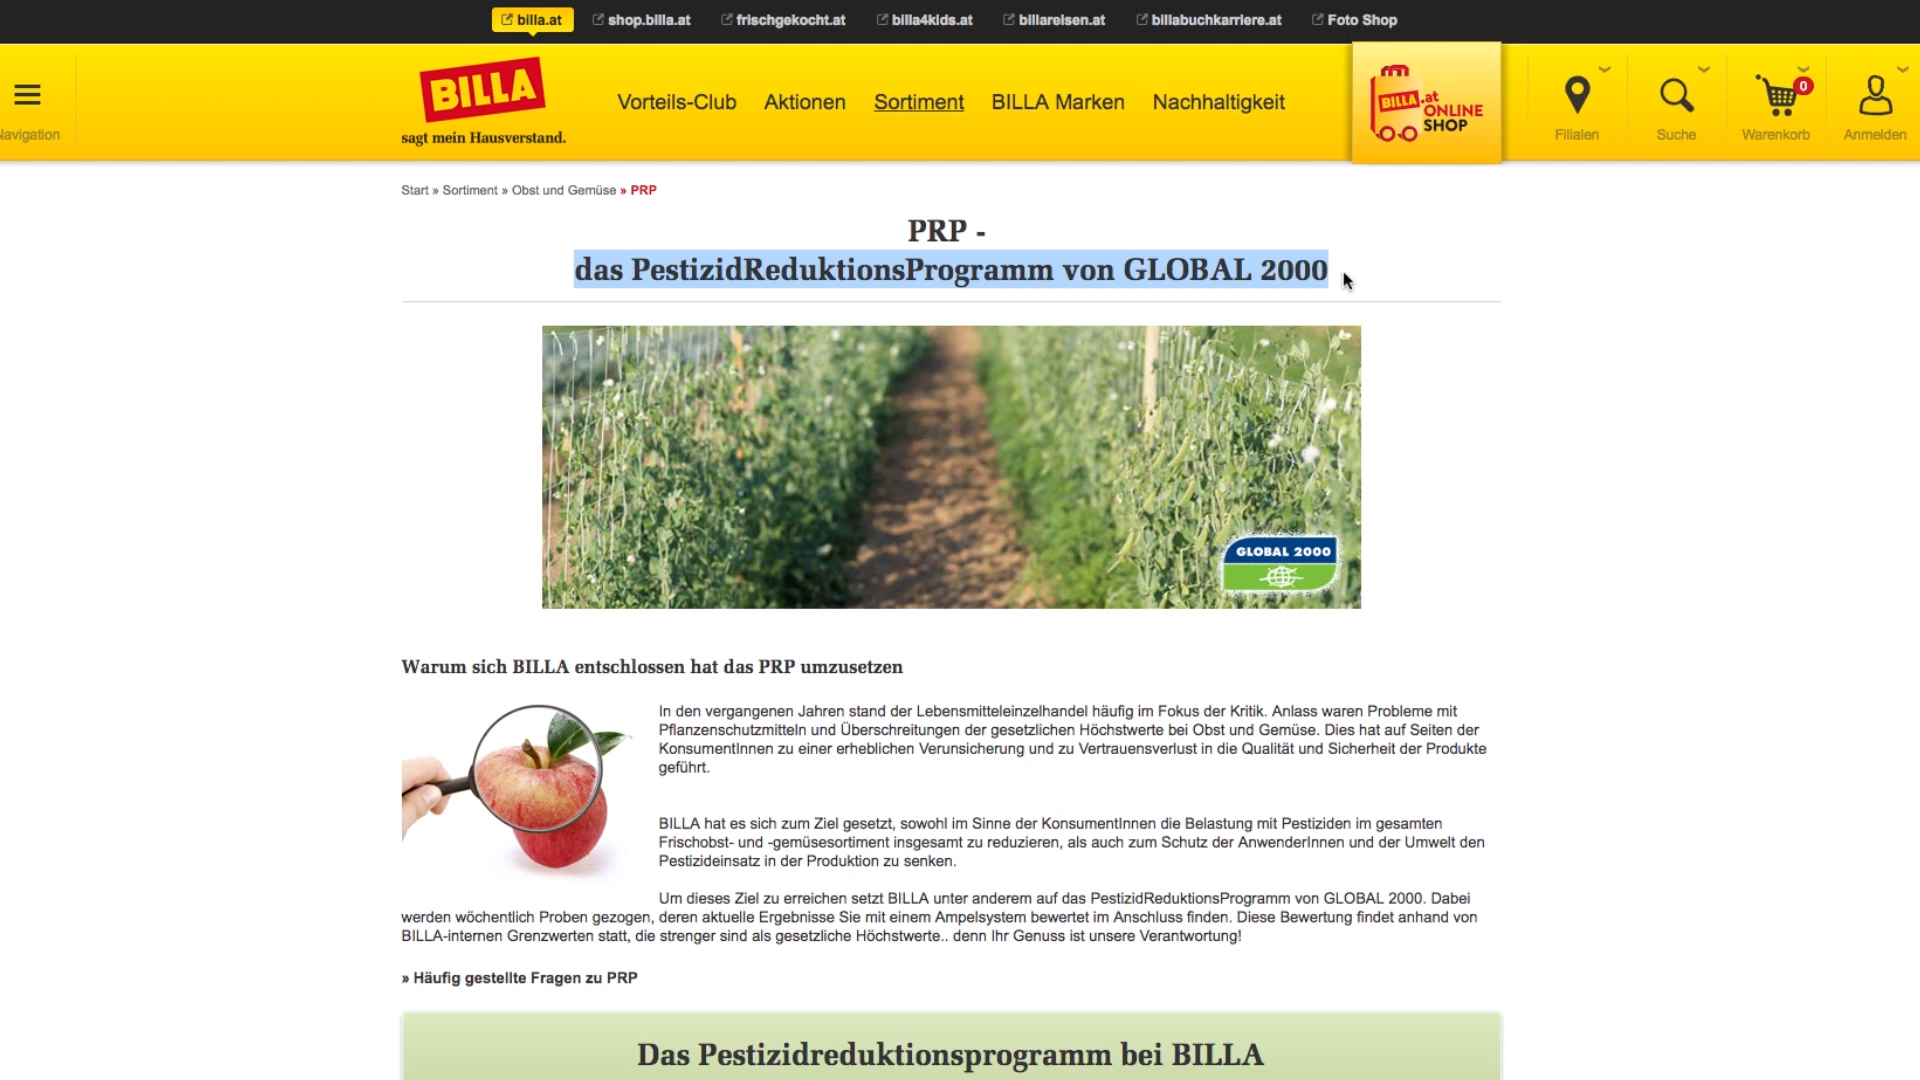 billa.at shop.billa.at frischgekocht.at billa4kids.at billareisen.at billabuchkarriere.at Foto Shop
BILLA
sagt mein Hausverstand.
Navigation
Vorteils-Club Aktionen Sortiment BILLA Marken Nachhaltigkeit
BILLA.at
ONLINE
SHOP
0
Filialen Suche Warenkorb Anmelden
Start » Sortiment » Obst und Gemüse » PRP
PRP -
das PestizidReduktionsProgramm von GLOBAL 2000
GLOBAL 2000
Warum sich BILLA entschlossen hat das PRP umzusetzen
In den vergangenen Jahren stand der Lebensmitteleinzelhandel häufig im Fokus der Kritik. Anlass waren Probleme mit
Pflanzenschutzmitteln und Überschreitungen der gesetzlichen Höchstwerte bei Obst und Gemüse. Dies hat auf Seiten der
KonsumentInnen zu einer erheblichen Verunsicherung und zu Vertrauensverlust in die Qualität und Sicherheit der Produkte
geführt.
BILLA hat es sich zum Ziel gesetzt, sowohl im Sinne der KonsumentInnen die Belastung mit Pestiziden im gesamten
Frischobst- und -gemüsesortiment insgesamt zu reduzieren, als auch zum Schutz der AnwenderInnen und der Umwelt den
Pestizideinsatz in der Produktion zu senken.
Um dieses Ziel zu erreichen setzt BILLA unter anderem auf das PestizidReduktionsProgramm von GLOBAL 2000. Dabei
werden wöchentlich Proben gezogen, deren aktuelle Ergebnisse Sie mit einem Ampelsystem bewertet im Anschluss finden. Diese Bewertung findet anhand von
BILLA-internen Grenzwerten statt, die strenger sind als gesetzliche Höchstwerte.. denn Ihr Genuss ist unsere Verantwortung!
» Häufig gestellte Fragen zu PRP
Das Pestizidreduktionsprogramm bei BILLA